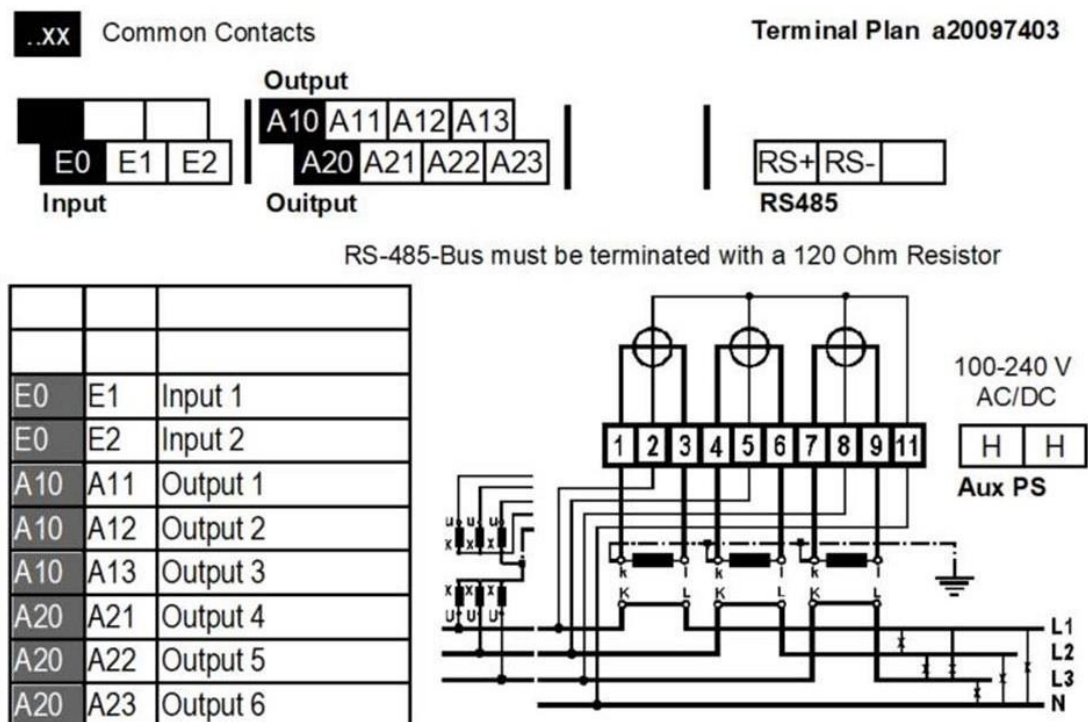 ..xx Common Contacts
Terminal Plan a20097403
Output
A10 A11 A12 A13
E0 E1 E2
A20 A21 A22 A23
RS+ RS-
Input
Ouitput
RS485
RS-485-Bus must be terminated with a 120 Ohm Resistor
E0 E1 Input 1
E0 E2 Input 2
A10 A11 Output 1
A10 A12 Output 2
A10 A13 Output 3
A20 A21 Output 4
A20 A22 Output 5
A20 A23 Output 6
100-240 V
AC/DC
1 2 3 4 5 6 7 8 9 11
H H
Aux PS
u u u
x x x
k l k l k l
K L K L K L
x x x
U U U
L1
L2
L3
N